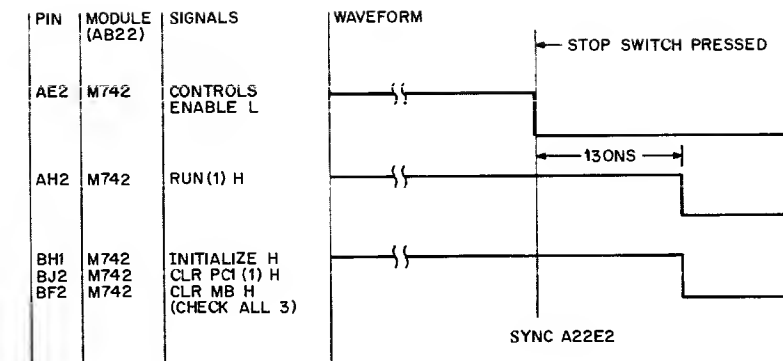 PIN MODULE (AB22) SIGNALS WAVEFORM
STOP SWITCH PRESSED
AE2 M742 CONTROLS ENABLE L
130NS
AH2 M742 RUN(1) H
BH1 M742 INITIALIZE H
BJ2 M742 CLR PC1 (1) H
BF2 M742 CLR MB H
(CHECK ALL 3)
SYNC A22E2